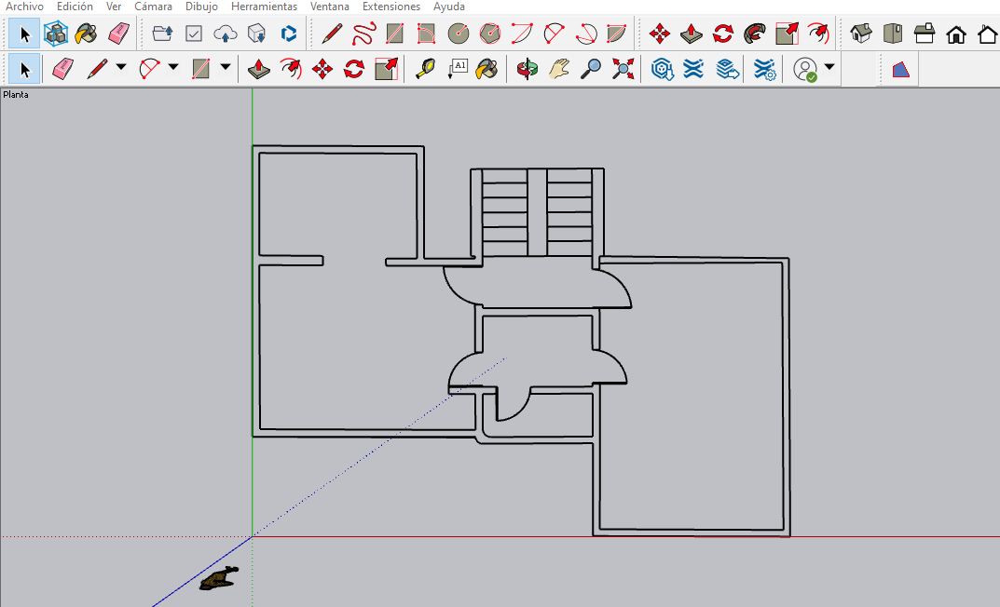 Archivo Edición Ver Cámara Dibujo Herramientas Ventana Extensiones Ayuda
A1
Planta